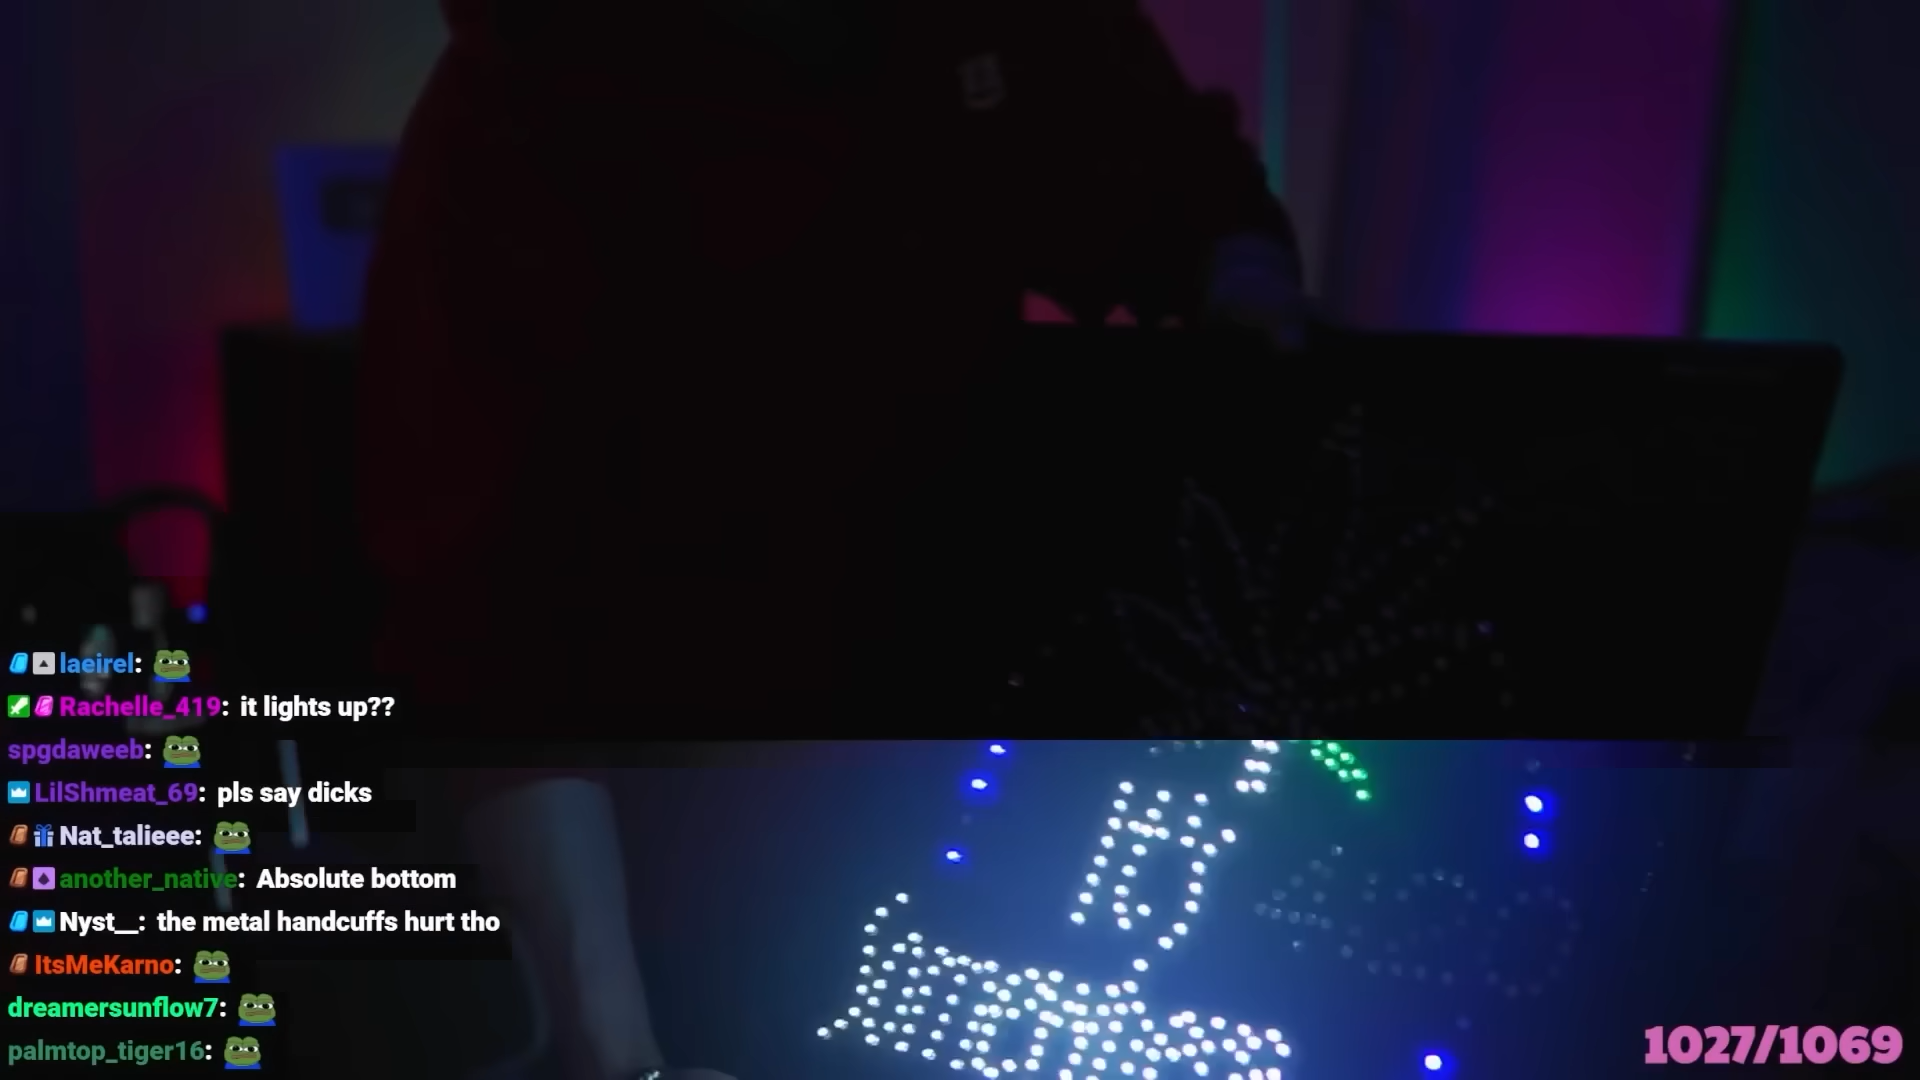 laeirel:
Rachelle_419: it lights up??
spgdaweeb:
LilShmeat_69: pls say dicks
Nat_talieee:
another_native: Absolute bottom
Nyst__: the metal handcuffs hurt tho
ItsMeKarno:
dreamersunflow7:
palmtop_tiger16:
1027/1069